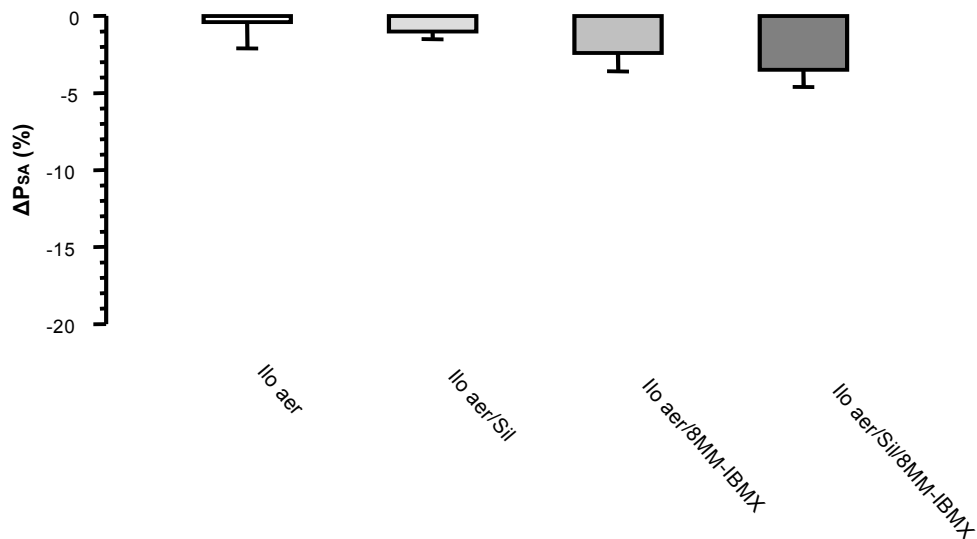 0
-5
-10
-15
-20
ΔPSA (%)
Ilo aer
Ilo aer/Sil
Ilo aer/8MM-IBMX
Ilo aer/Sil/8MM-IBMX